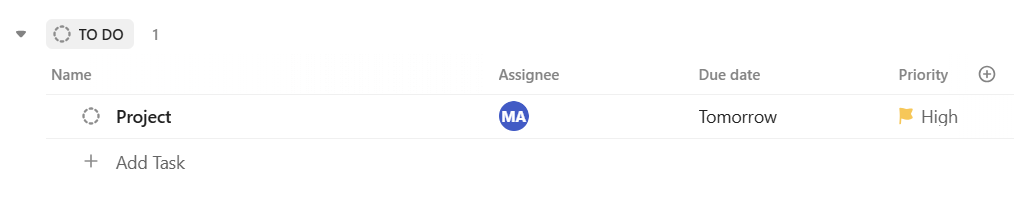 TO DO 1
Name Assignee Due date Priority
Project MA Tomorrow High
Add Task